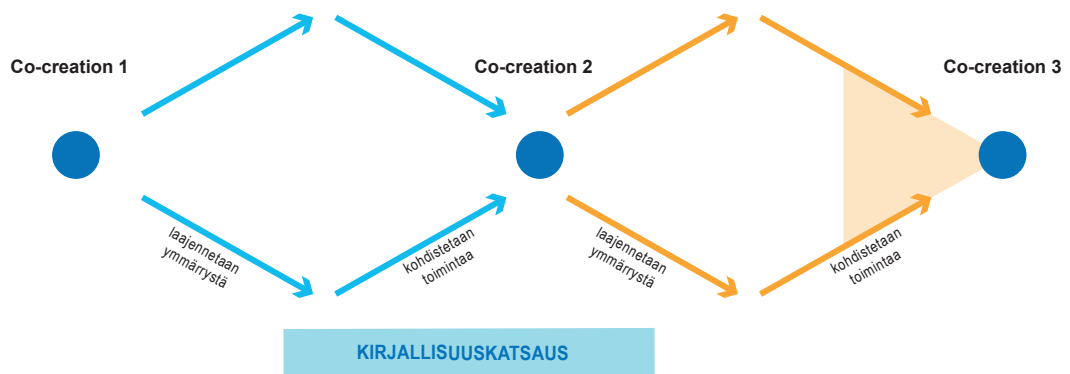 Co-creation 1
Co-creation 2
Co-creation 3
laajennetaan
ymmärrystä
kohdistetaan
toimintaa
laajennetaan
ymmärrystä
kohdistetaan
toimintaa
KIRJALLISUUSKATSAUS